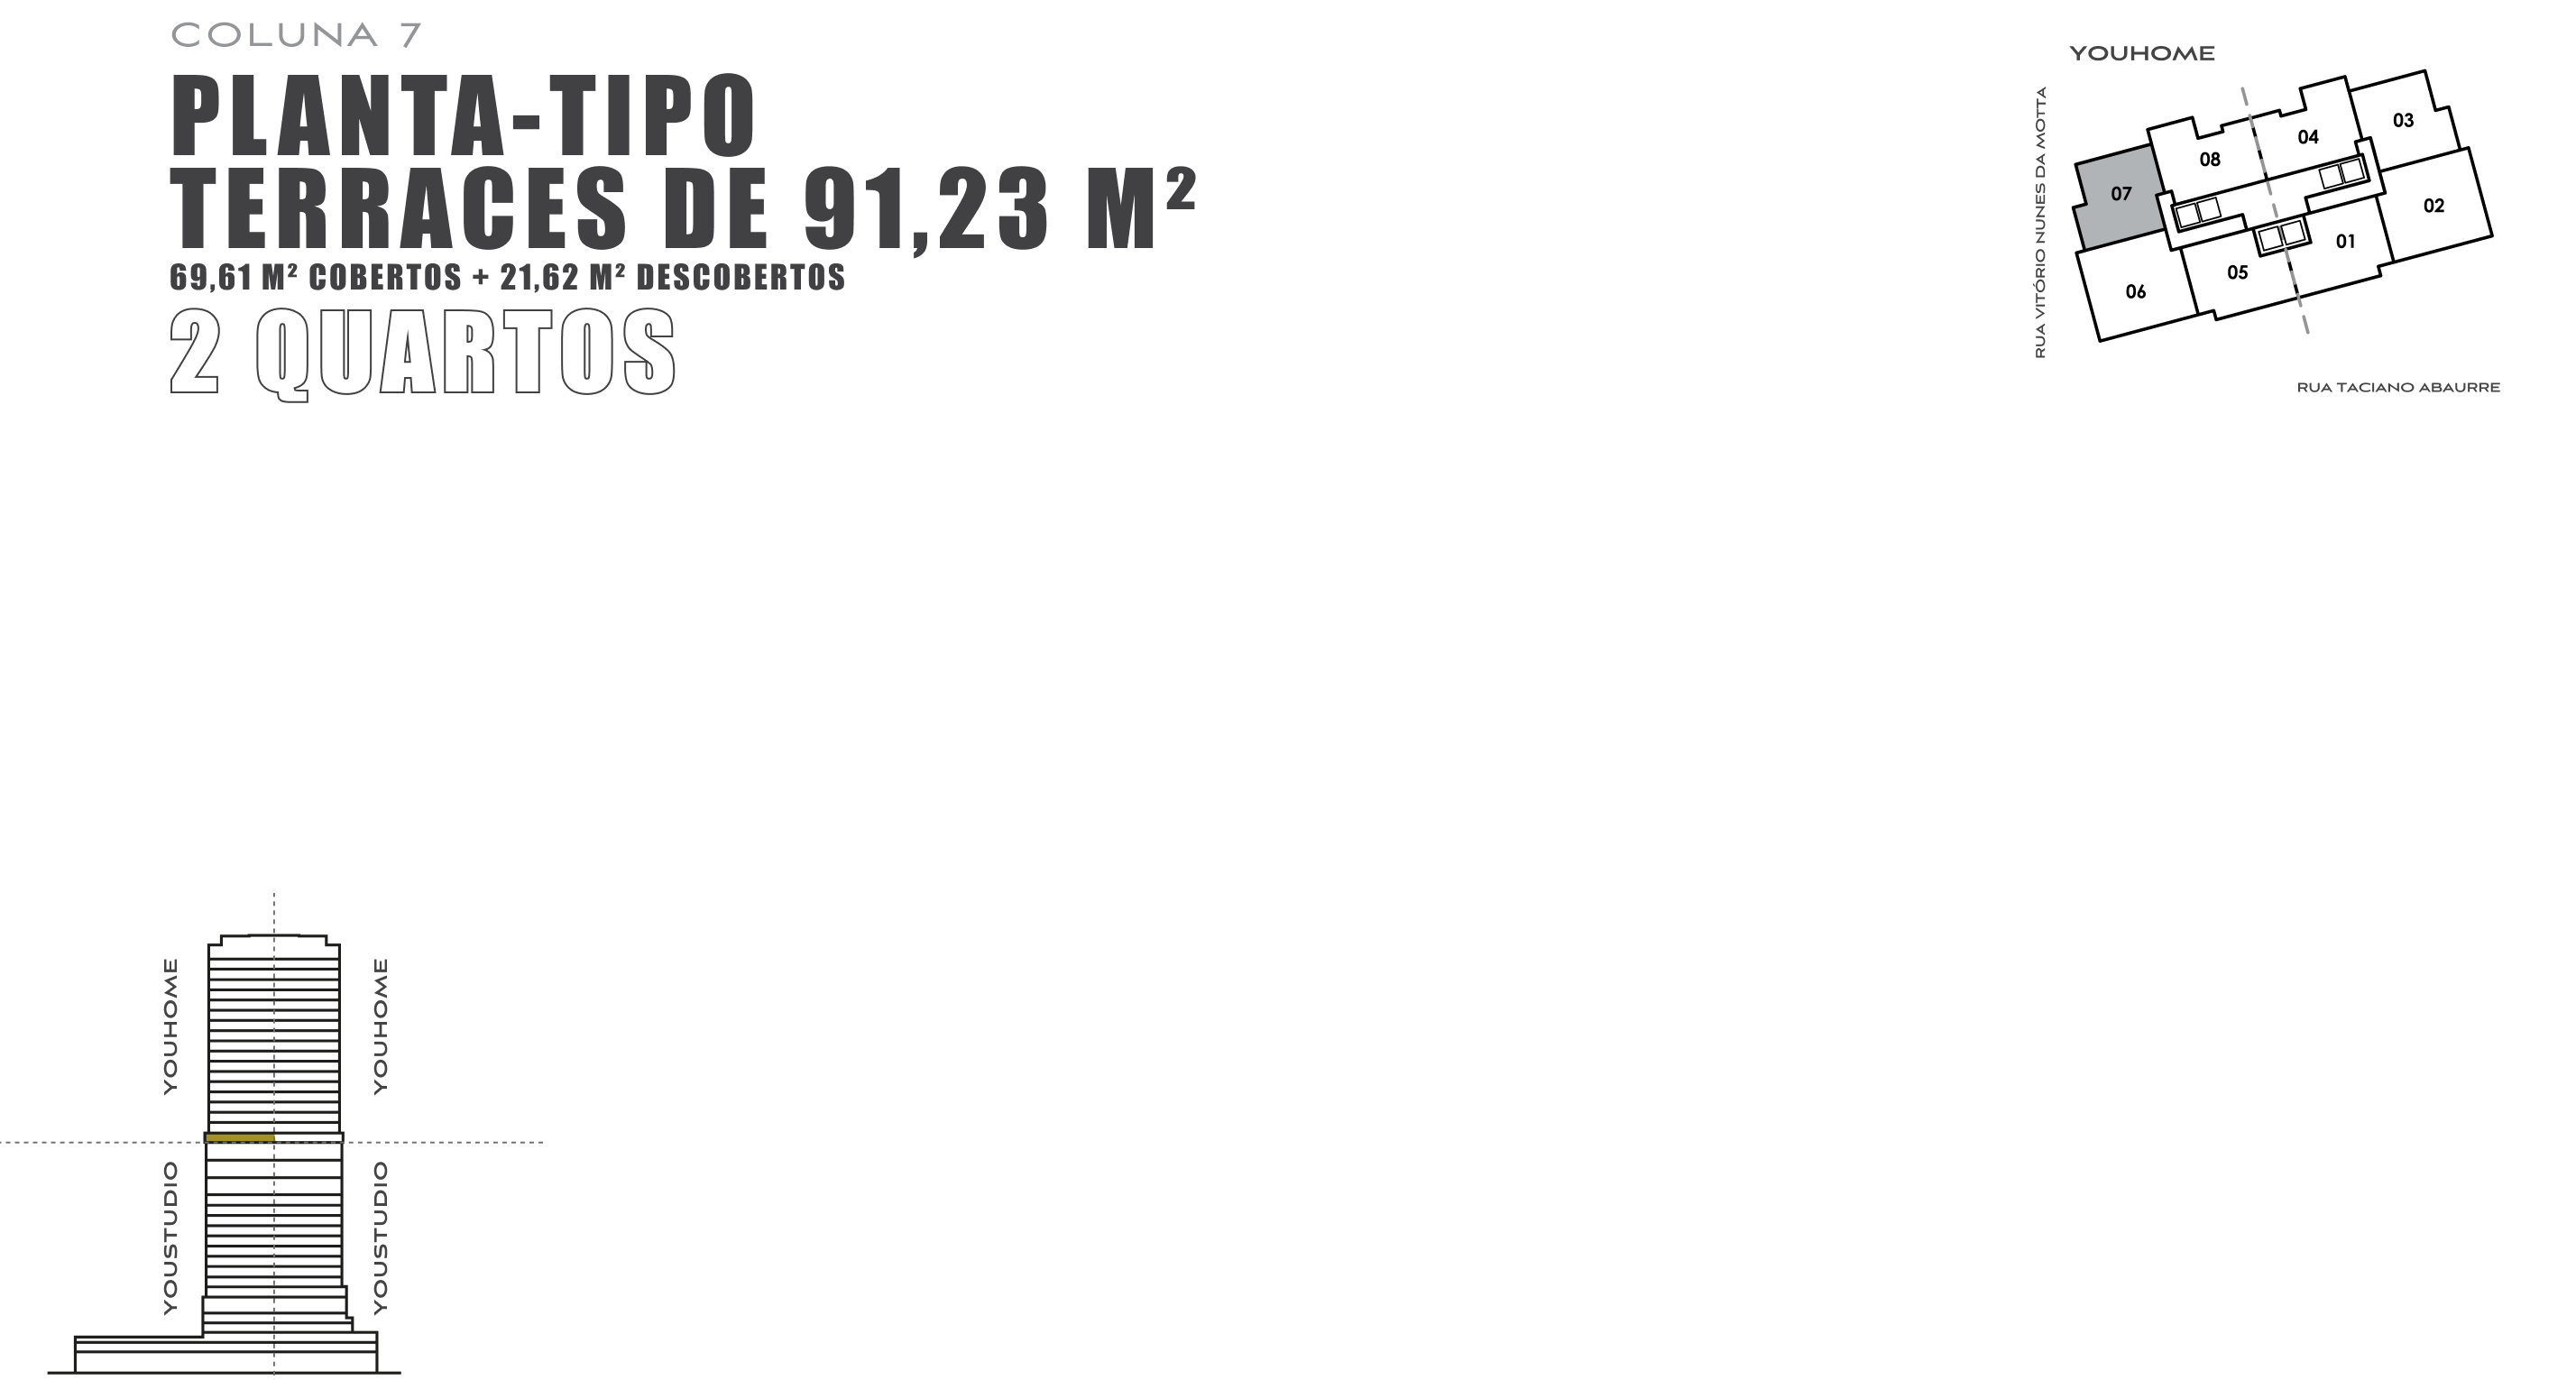 COLUNA 7
PLANTA-TIPO
TERRACES DE 91,23 M²
69,61 M² COBERTOS + 21,62 M² DESCOBERTOS
2 QUARTOS
YOUHOME
RUA VITÓRIO NUNES DA MOTTA
03
04
08
07
02
01
05
06
RUA TACIANO ABAURRE
YOUHOME
YOUHOME
YOUSTUDIO
YOUSTUDIO